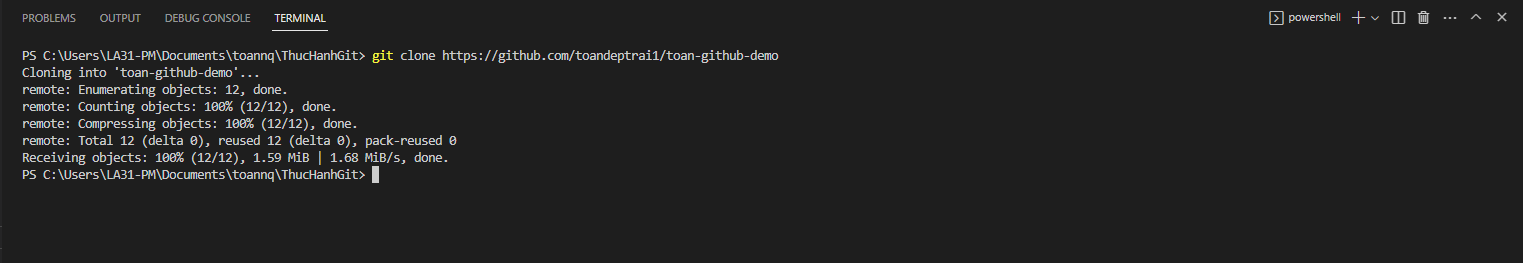 PROBLEMS OUTPUT DEBUG CONSOLE TERMINAL powershell
PS C:\Users\LA31-PM\Documents\toannq\ThucHanhGit> git clone https://github.com/toandeptrai1/toan-github-demo
Cloning into 'toan-github-demo'...
remote: Enumerating objects: 12, done.
remote: Counting objects: 100% (12/12), done.
remote: Compressing objects: 100% (12/12), done.
remote: Total 12 (delta 0), reused 12 (delta 0), pack-reused 0
Receiving objects: 100% (12/12), 1.59 MiB | 1.68 MiB/s, done.
PS C:\Users\LA31-PM\Documents\toannq\ThucHanhGit>